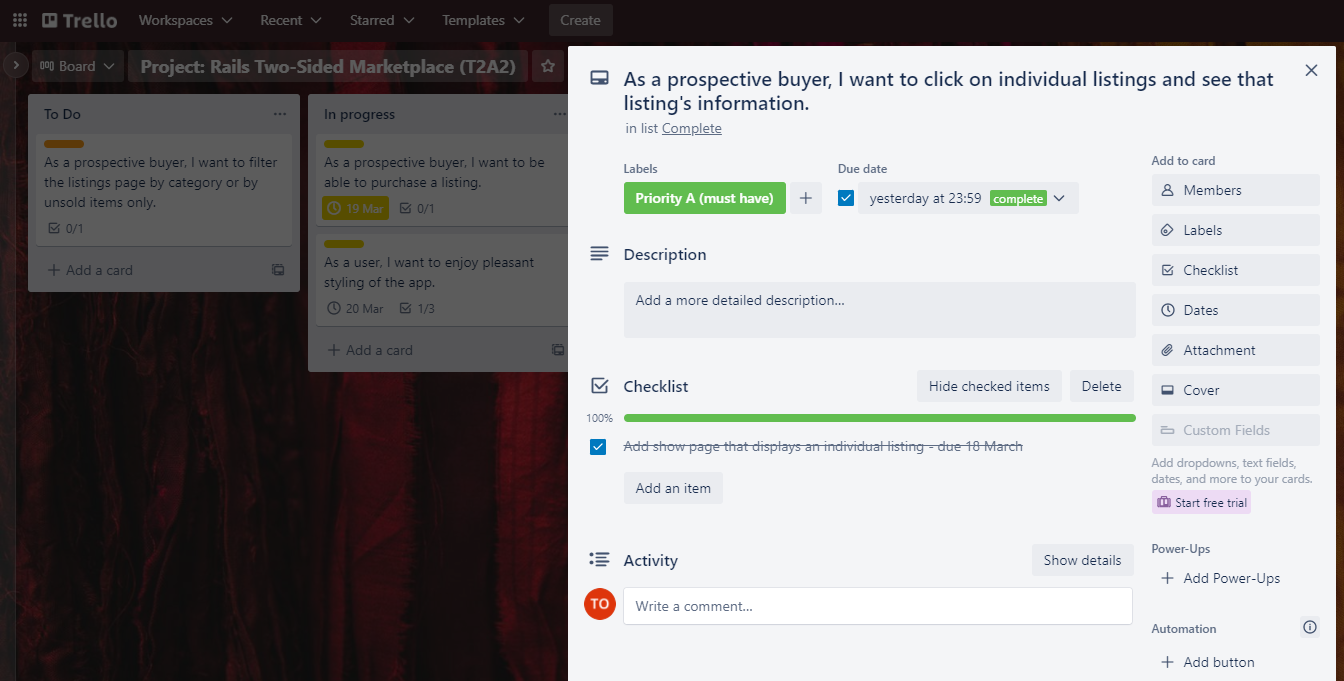 Trello Workspaces Recent Starred Templates Create
Board Project: Rails Two-Sided Marketplace (T2A2)
To Do
As a prospective buyer, I want to filter
the listings page by category or by
unsold items only.
0/1
Add a card
In progress
As a prospective buyer, I want to be
able to purchase a listing.
19 Mar 0/1
As a user, I want to enjoy pleasant
styling of the app.
20 Mar 1/3
Add a card
As a prospective buyer, I want to click on individual listings and see that
listing's information.
in list Complete
Labels
Priority A (must have)
Due date
yesterday at 23:59 complete
Description
Add a more detailed description...
Checklist
Hide checked items Delete
100%
Add show page that displays an individual listing - due 18 March
Add an item
Activity
Show details
TO
Write a comment...
Add to card
Members
Labels
Checklist
Dates
Attachment
Cover
Custom Fields
Add dropdowns, text fields,
dates, and more to your cards.
Start free trial
Power-Ups
Add Power-Ups
Automation
Add button